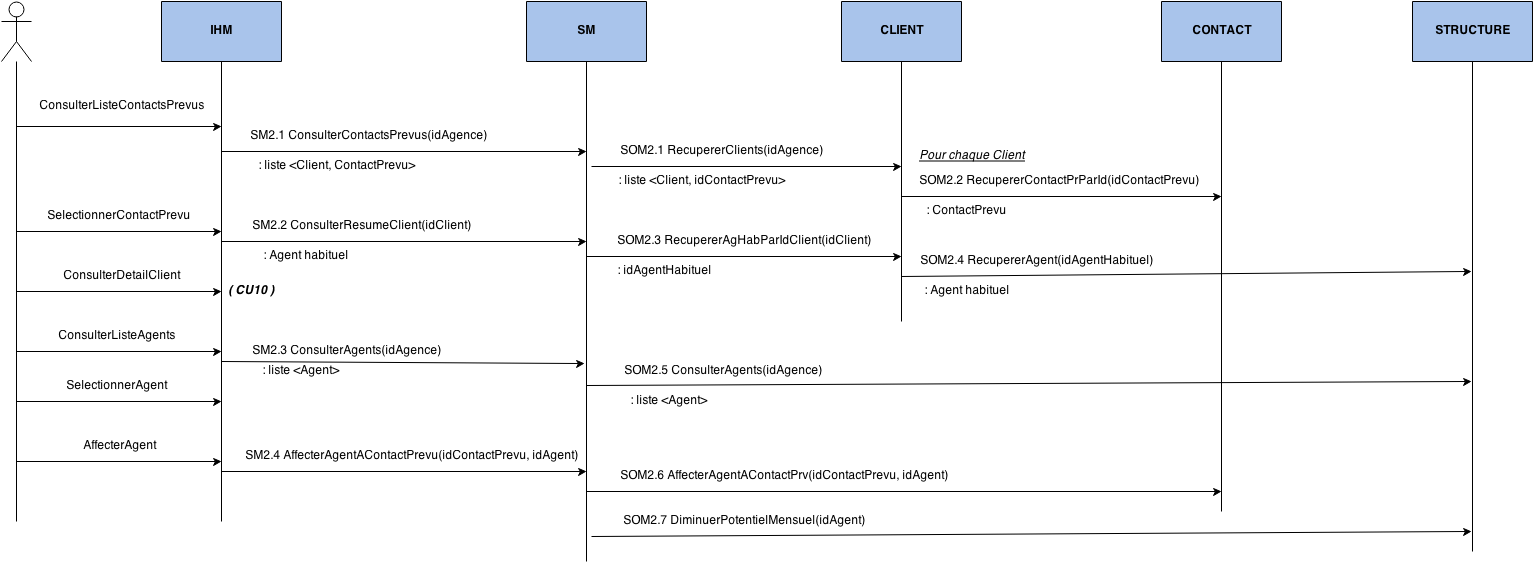 IHM
SM
CLIENT
CONTACT
STRUCTURE
ConsulterListeContactsPrevus
SM2.1 ConsulterContactsPrevus(idAgence)
: liste <Client, ContactPrevu>
SOM2.1 RecupererClients(idAgence)
: liste <Client, idContactPrevu>
Pour chaque Client
SOM2.2 RecupererContactPrParId(idContactPrevu)
: ContactPrevu
SelectionnerContactPrevu
SM2.2 ConsulterResumeClient(idClient)
: Agent habituel
SOM2.3 RecupererAgHabParIdClient(idClient)
: idAgentHabituel
SOM2.4 RecupererAgent(idAgentHabituel)
: Agent habituel
ConsulterDetailClient
( CU10 )
ConsulterListeAgents
SM2.3 ConsulterAgents(idAgence)
: liste <Agent>
SOM2.5 ConsulterAgents(idAgence)
: liste <Agent>
SelectionnerAgent
AffecterAgent
SM2.4 AffecterAgentAContactPrevu(idContactPrevu, idAgent)
SOM2.6 AffecterAgentAContactPrv(idContactPrevu, idAgent)
SOM2.7 DiminuerPotentielMensuel(idAgent)